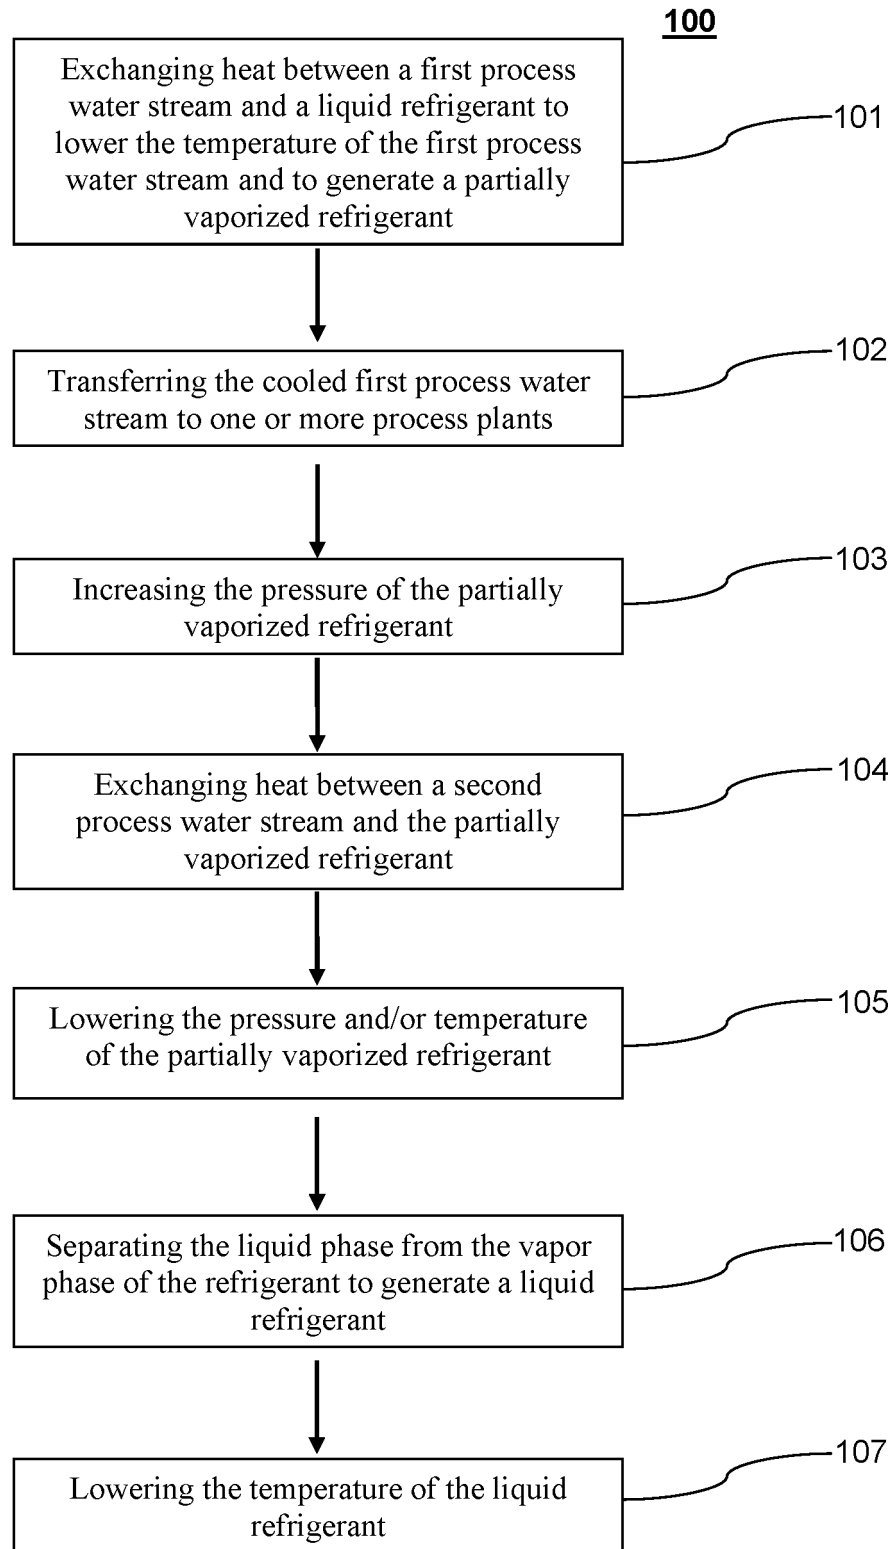 100
Exchanging heat between a first process
water stream and a liquid refrigerant to
lower the temperature of the first process
water stream and to generate a partially
vaporized refrigerant
101
Transferring the cooled first process water
stream to one or more process plants
102
Increasing the pressure of the partially
vaporized refrigerant
103
Exchanging heat between a second
process water stream and the partially
vaporized refrigerant
104
Lowering the pressure and/or temperature
of the partially vaporized refrigerant
105
Separating the liquid phase from the vapor
phase of the refrigerant to generate a liquid
refrigerant
106
Lowering the temperature of the liquid
refrigerant
107